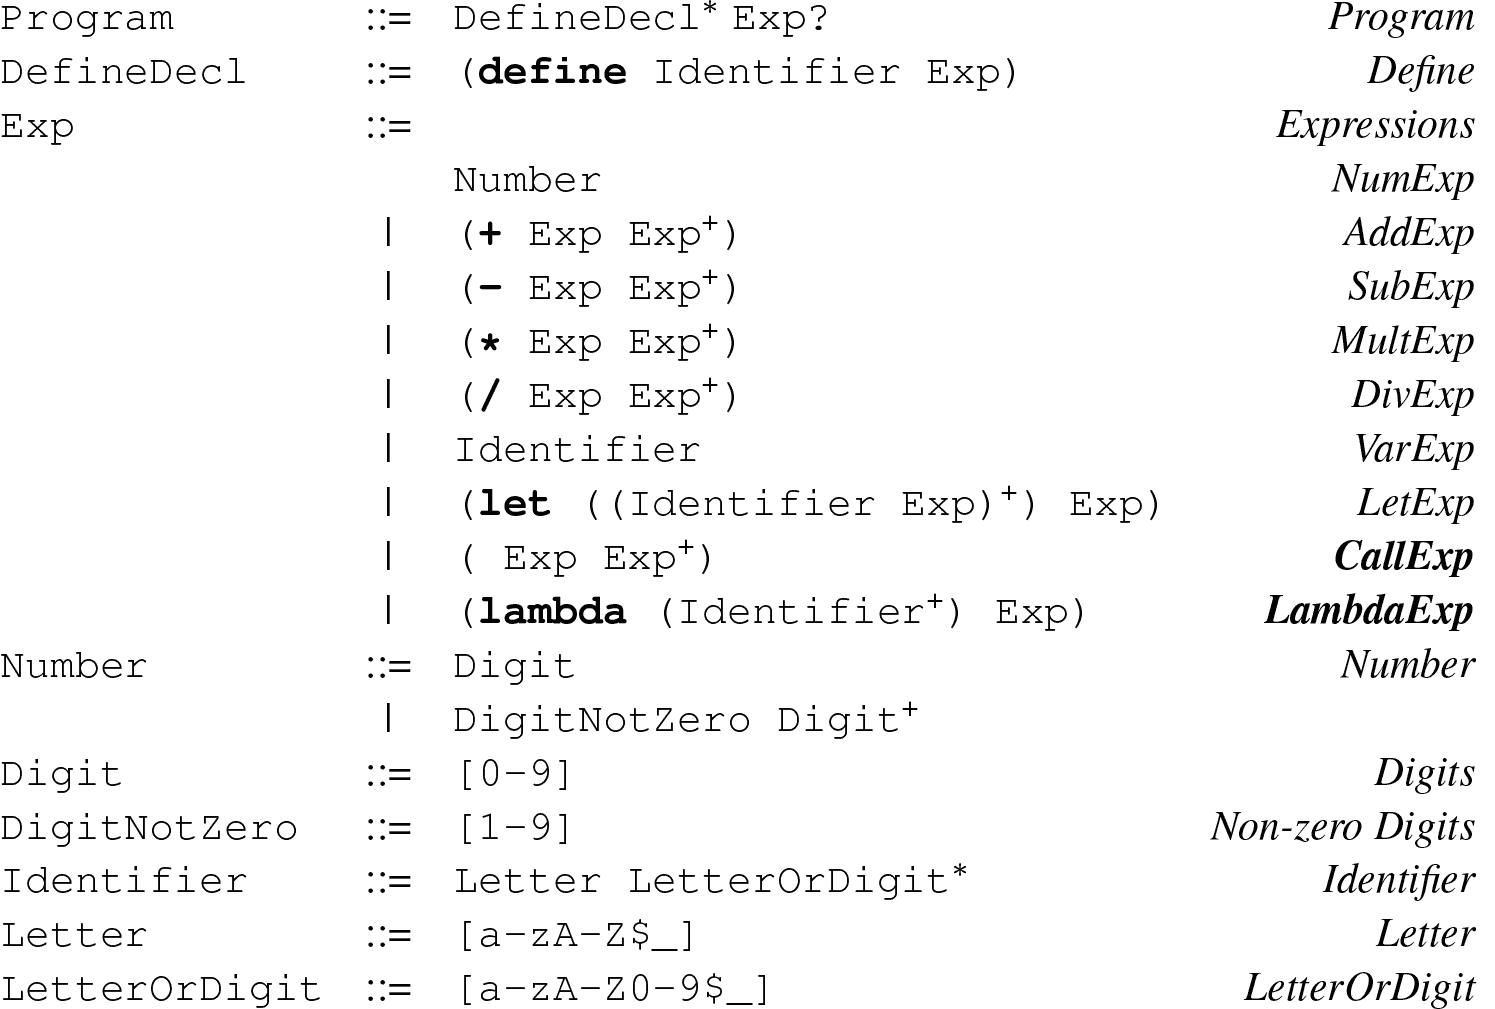 Program ::= DefineDecl* Exp? Program
DefineDecl ::= (define Identifier Exp) Define
Exp ::= Expressions
Number NumExp
| (+ Exp Exp+) AddExp
| (- Exp Exp+) SubExp
| (* Exp Exp+) MultExp
| (/ Exp Exp+) DivExp
| Identifier VarExp
| (let ((Identifier Exp)+) Exp) LetExp
| ( Exp Exp+) CallExp
| (lambda (Identifier+) Exp) LambdaExp
Number ::= Digit Number
| DigitNotZero Digit+
Digit ::= [0-9] Digits
DigitNotZero ::= [1-9] Non-zero Digits
Identifier ::= Letter LetterOrDigit* Identifier
Letter ::= [a-zA-Z$_] Letter
LetterOrDigit ::= [a-zA-Z0-9$_] LetterOrDigit